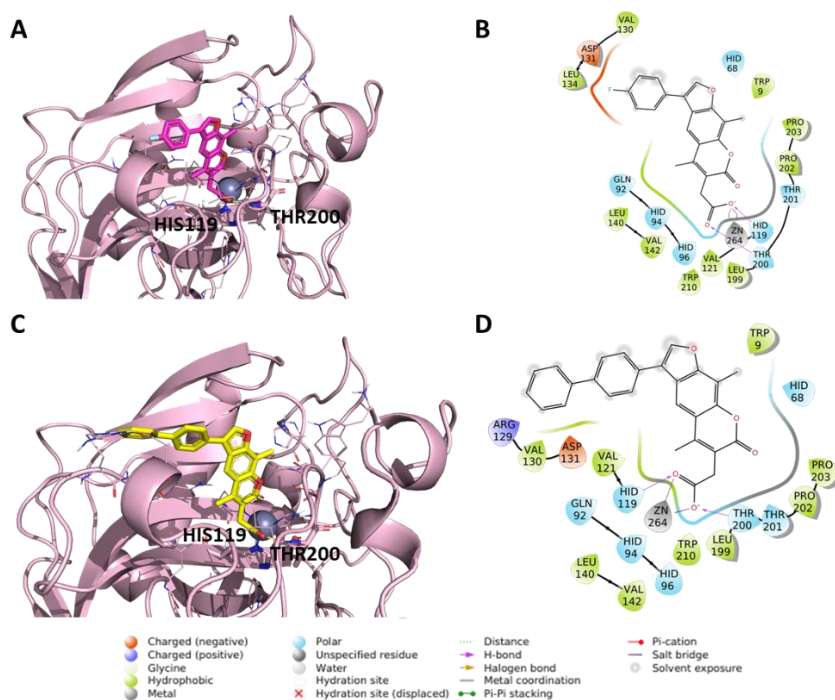 A
HIS119
THR200
B
VAL
130
ASP
131
LEU
134
HID
68
TRP
9
F
O
O
O
O
O
PRO
203
PRO
202
THR
201
GLN
92
HID
94
HID
96
LEU
140
VAL
142
ZN
264
HID
119
THR
200
VAL
121
LEU
199
TRP
210
C
HIS119
THR200
D
TRP
9
HID
68
O
O
O
O
O⁻
ARG
129
VAL
130
ASP
131
VAL
121
HID
119
ZN
264
GLN
92
HID
94
HID
96
LEU
140
VAL
142
TRP
210
LEU
199
THR
200
THR
201
PRO
202
PRO
203
Charged (negative)
Charged (positive)
Glycine
Hydrophobic
Metal
Polar
Unspecified residue
Water
Hydration site
Hydration site (displaced)
Distance
H-bond
Halogen bond
Metal coordination
Pi-Pi stacking
Pi-cation
Salt bridge
Solvent exposure